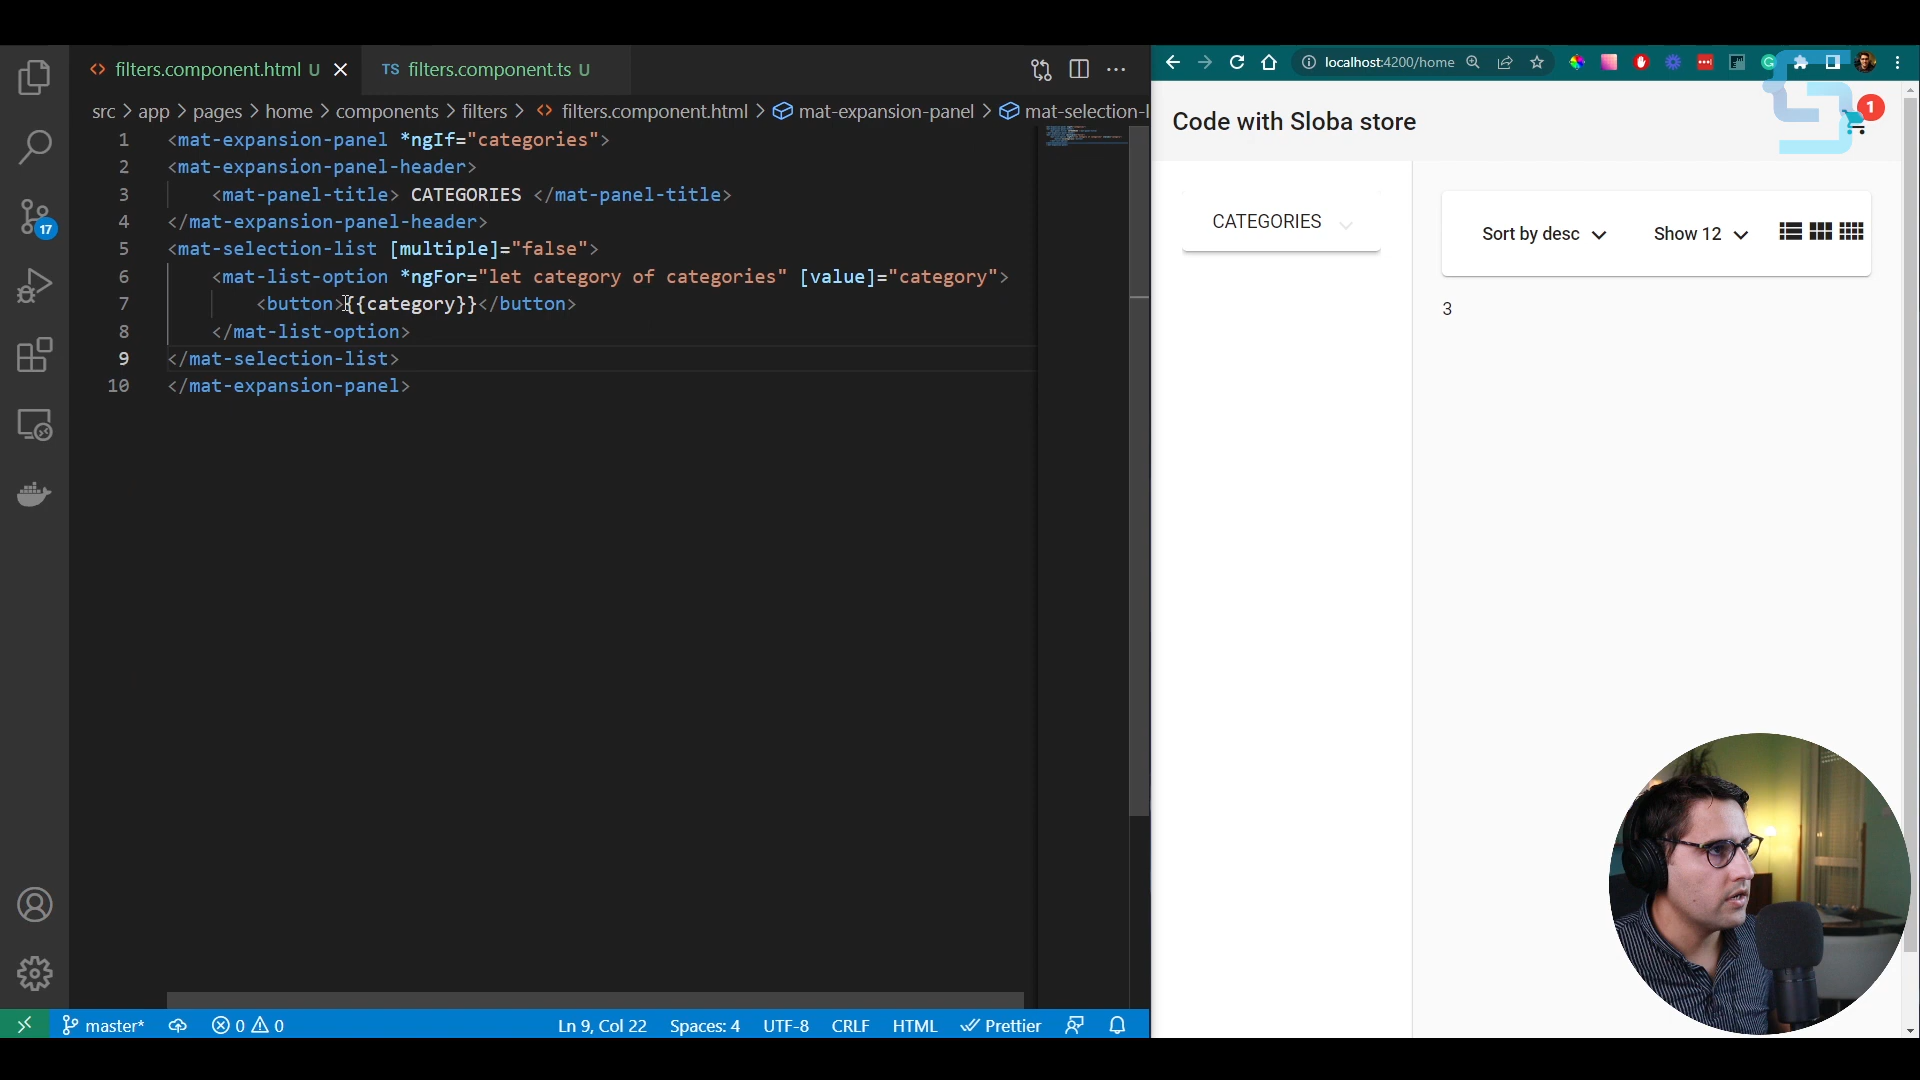 filters.component.html U
TS filters.component.ts U
src > app > pages > home > components > filters > filters.component.html > mat-expansion-panel > mat-selection-l
1 <mat-expansion-panel *ngIf="categories">
2 <mat-expansion-panel-header>
3 <mat-panel-title> CATEGORIES </mat-panel-title>
4 </mat-expansion-panel-header>
5 <mat-selection-list [multiple]="false">
6 <mat-list-option *ngFor="let category of categories" [value]="category">
7 <button>{{category}}</button>
8 </mat-list-option>
9 </mat-selection-list>
10 </mat-expansion-panel>
17
master*
0 0
Ln 9, Col 22
Spaces: 4
UTF-8
CRLF
HTML
Prettier
localhost:4200/home
Code with Sloba store
1
CATEGORIES
Sort by desc
Show 12
3